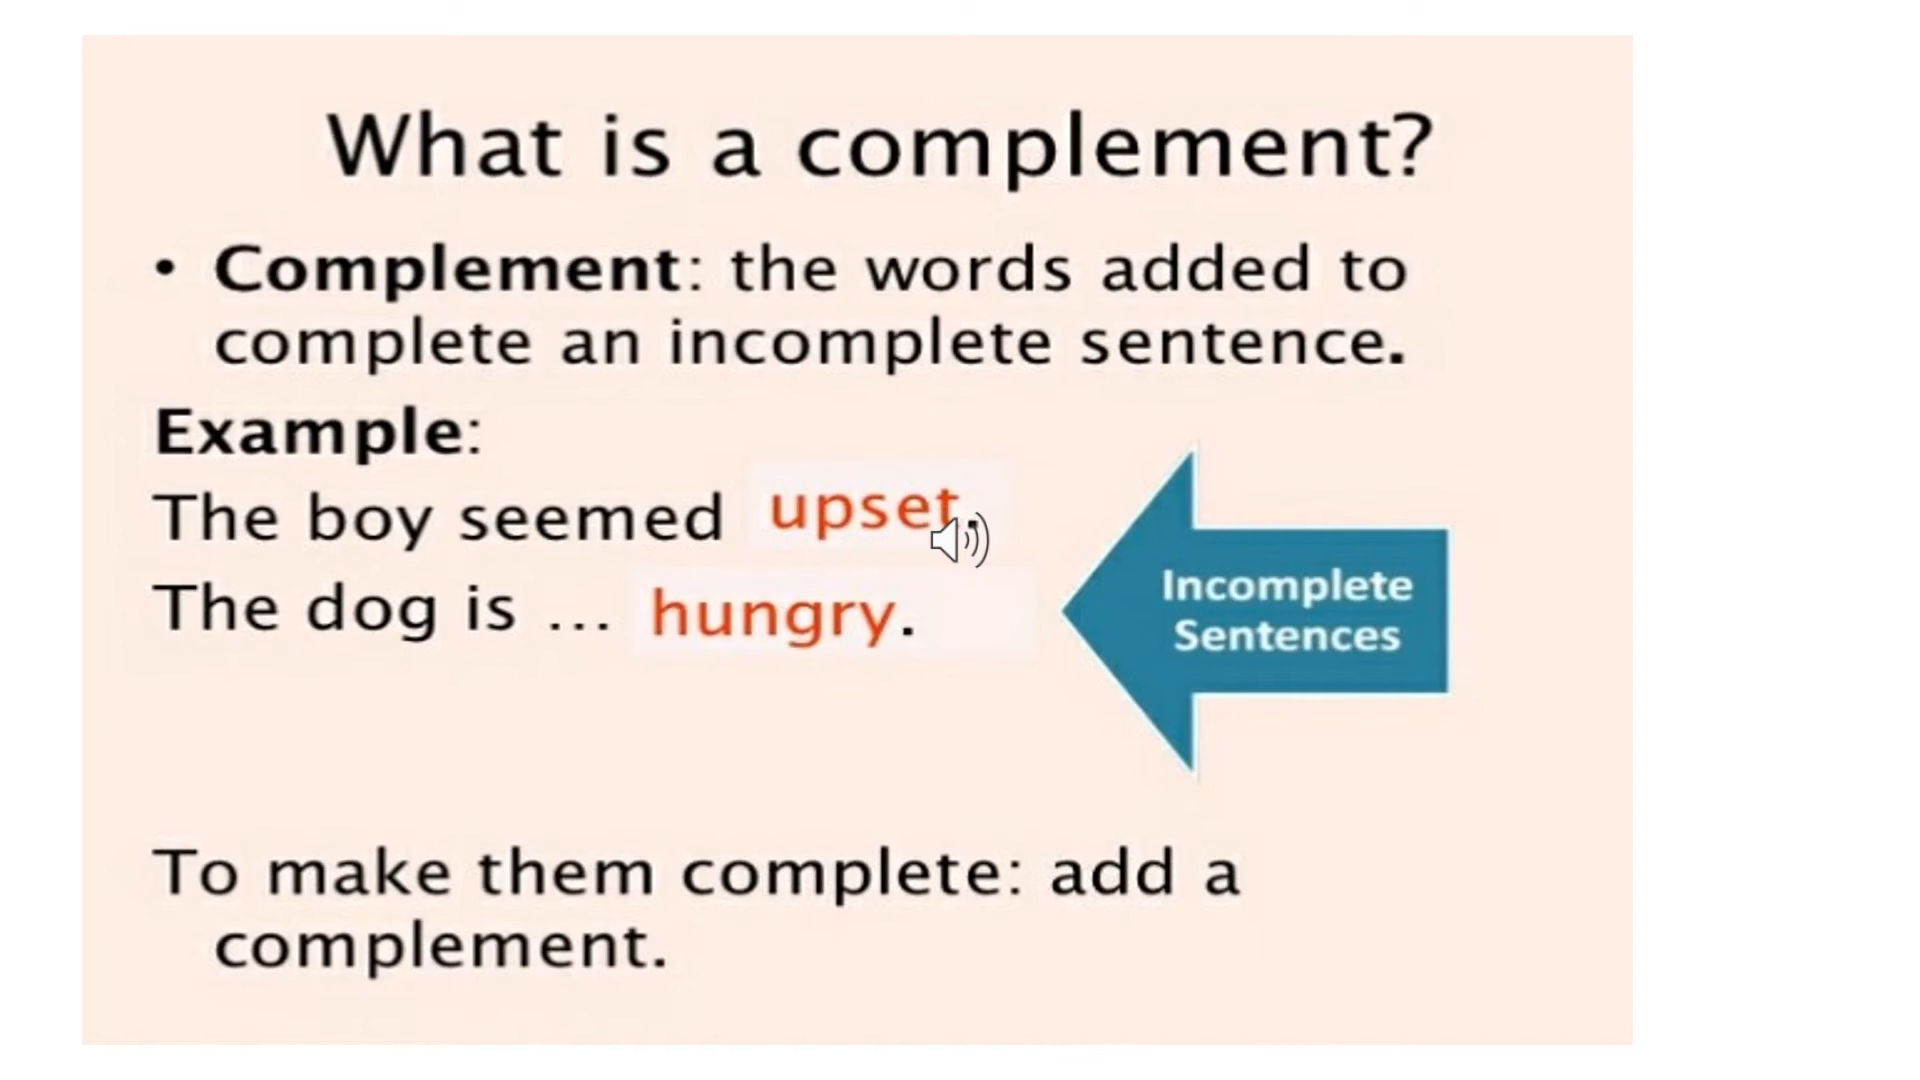 What is a complement?
• Complement: the words added to
complete an incomplete sentence.
Example:
The boy seemed upset.
The dog is ... hungry.
Incomplete
Sentences
To make them complete: add a
complement.